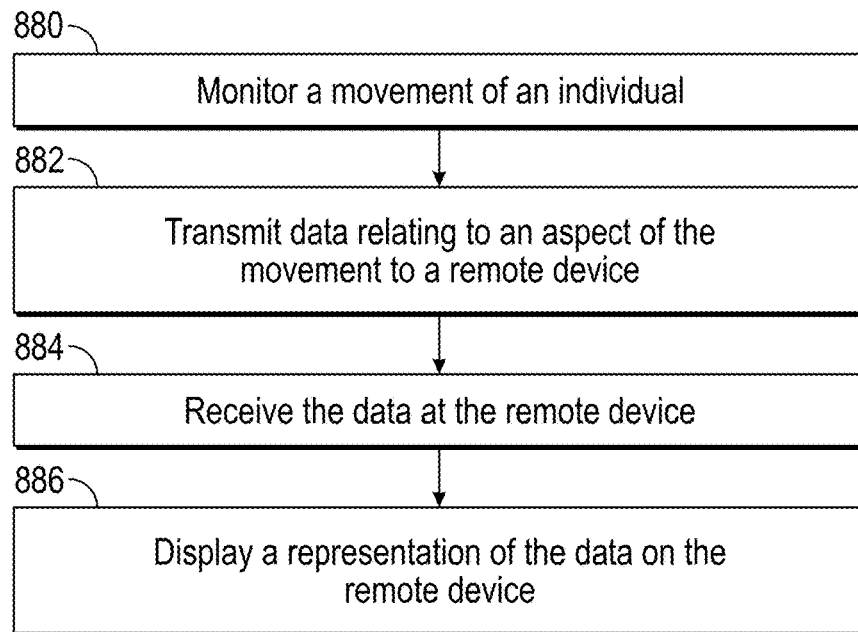 880
Monitor a movement of an individual
882
Transmit data relating to an aspect of the
movement to a remote device
884
Receive the data at the remote device
886
Display a representation of the data on the
remote device